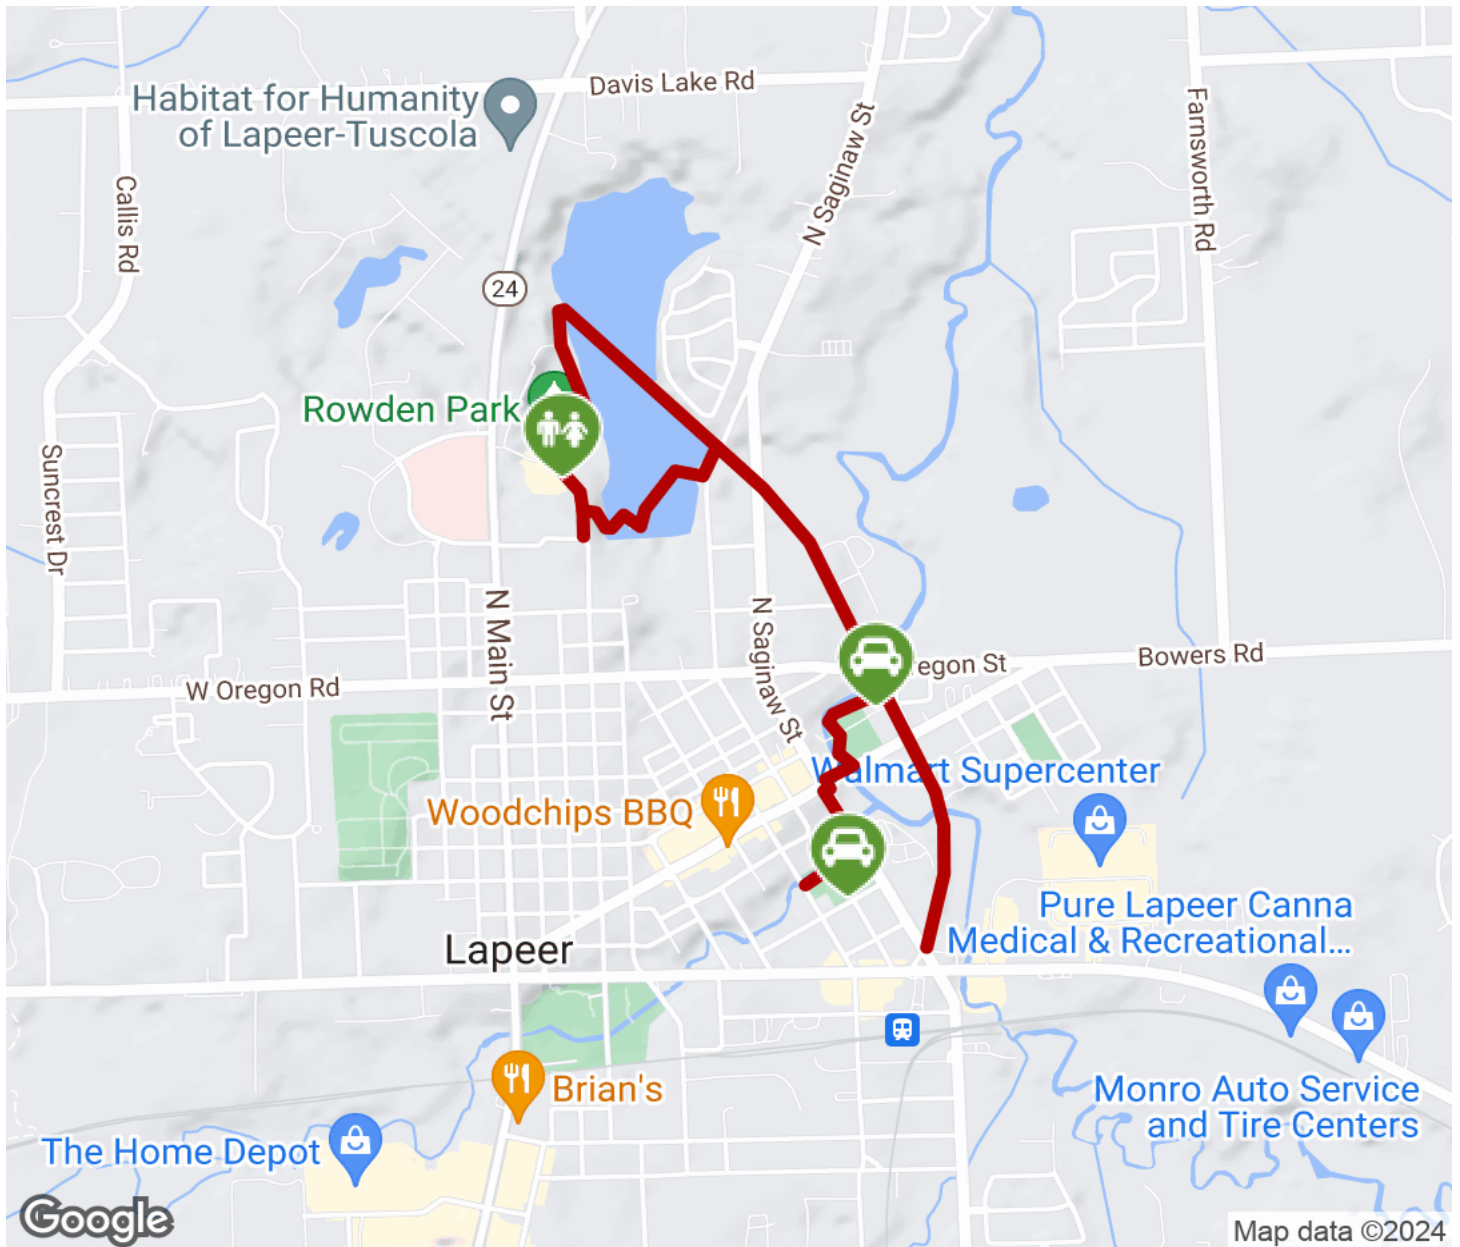 Davis Lake Rd
Habitat for Humanity
of Lapeer-Tuscola
N Saginaw St
Farnsworth Rd
Callis Rd
24
Rowden Park
Suncrest Dr
N Main St
N Saginaw St
W Oregon Rd
egon St
Bowers Rd
Walmart Supercenter
Woodchips BBQ
Pure Lapeer Canna
Medical & Recreational...
Lapeer
Brian's
Monro Auto Service
and Tire Centers
The Home Depot
Google
Map data ©2024